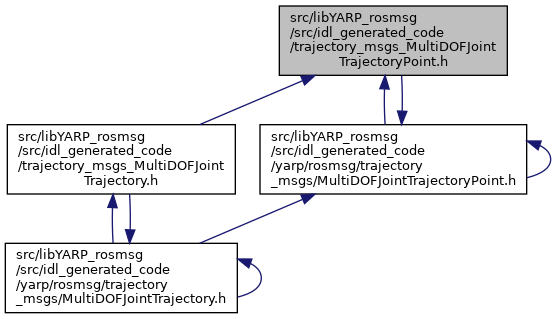 src/libYARP_rosmsg
/src/idl_generated_code
/trajectory_msgs_MultiDOFJoint
TrajectoryPoint.h
src/libYARP_rosmsg
/src/idl_generated_code
/trajectory_msgs_MultiDOFJoint
Trajectory.h
src/libYARP_rosmsg
/src/idl_generated_code
/yarp/rosmsg/trajectory
_msgs/MultiDOFJointTrajectoryPoint.h
src/libYARP_rosmsg
/src/idl_generated_code
/yarp/rosmsg/trajectory
_msgs/MultiDOFJointTrajectory.h